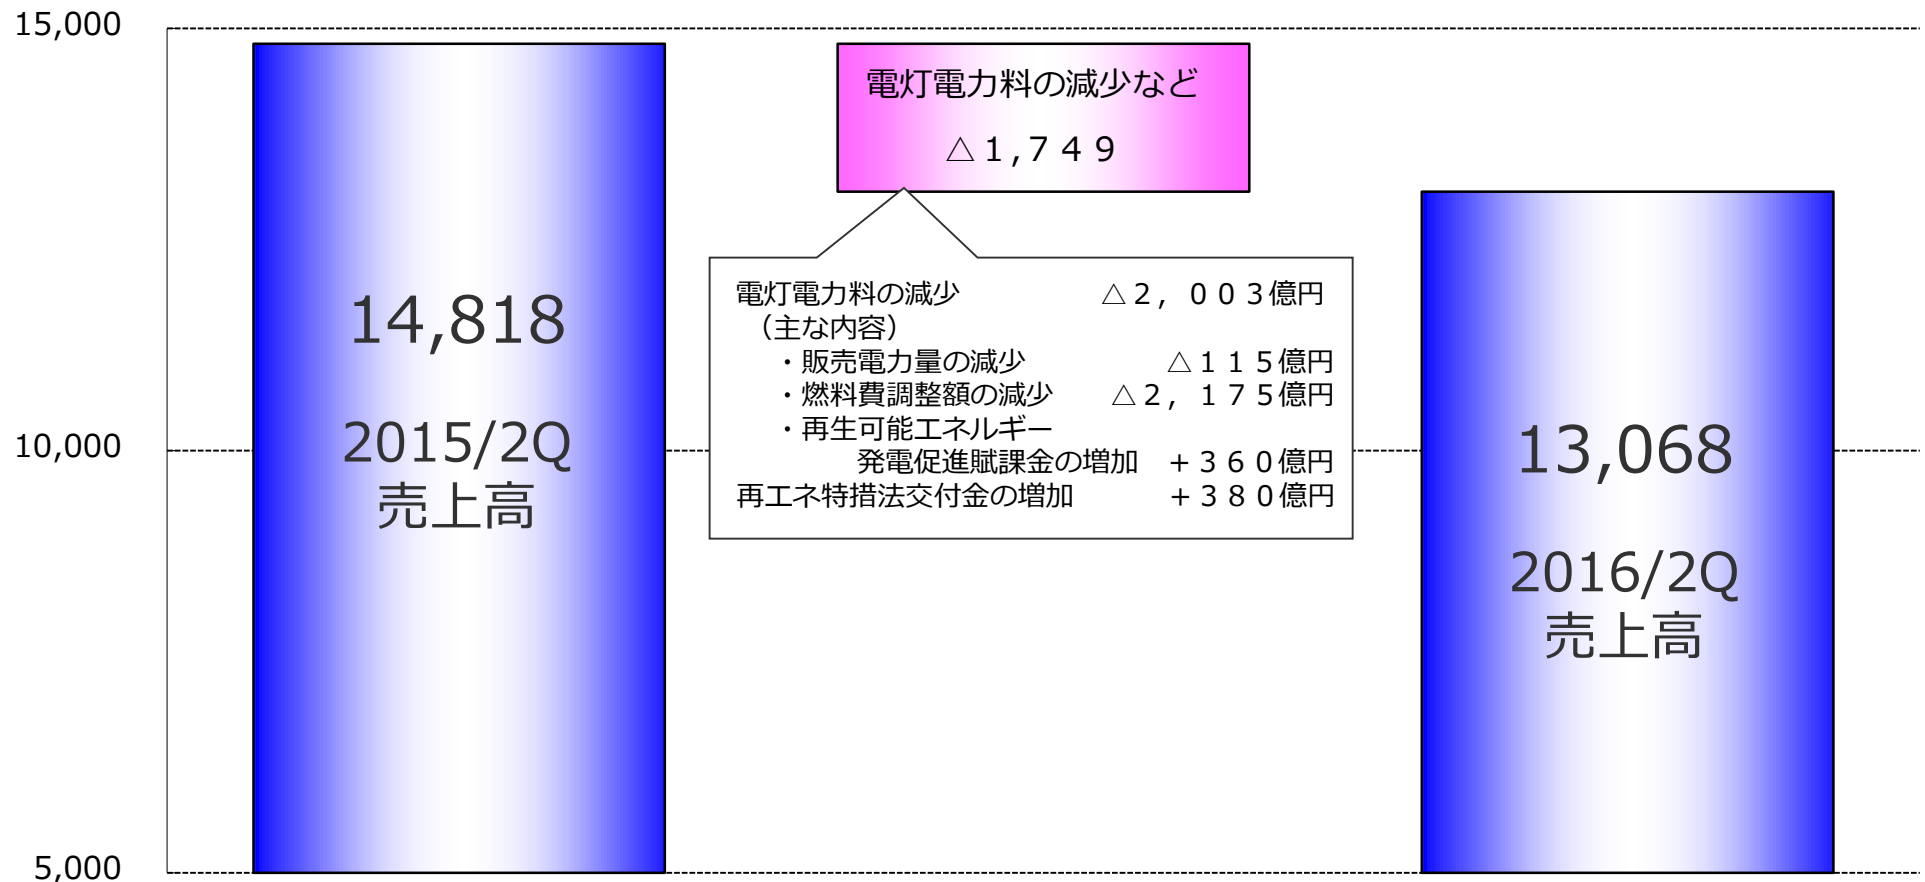 15,000
10,000
5,000
14,818
2015/2Q
売上高
電灯電力料の減少など
△１,７４９
電灯電力料の減少　　　　　△２，００３億円
（主な内容）
・販売電力量の減少　　　　　△１１５億円
・燃料費調整額の減少　　△２，１７５億円
・再生可能エネルギー
発電促進賦課金の増加　＋３６０億円
再エネ特措法交付金の増加　　　＋３８０億円
13,068
2016/2Q
売上高